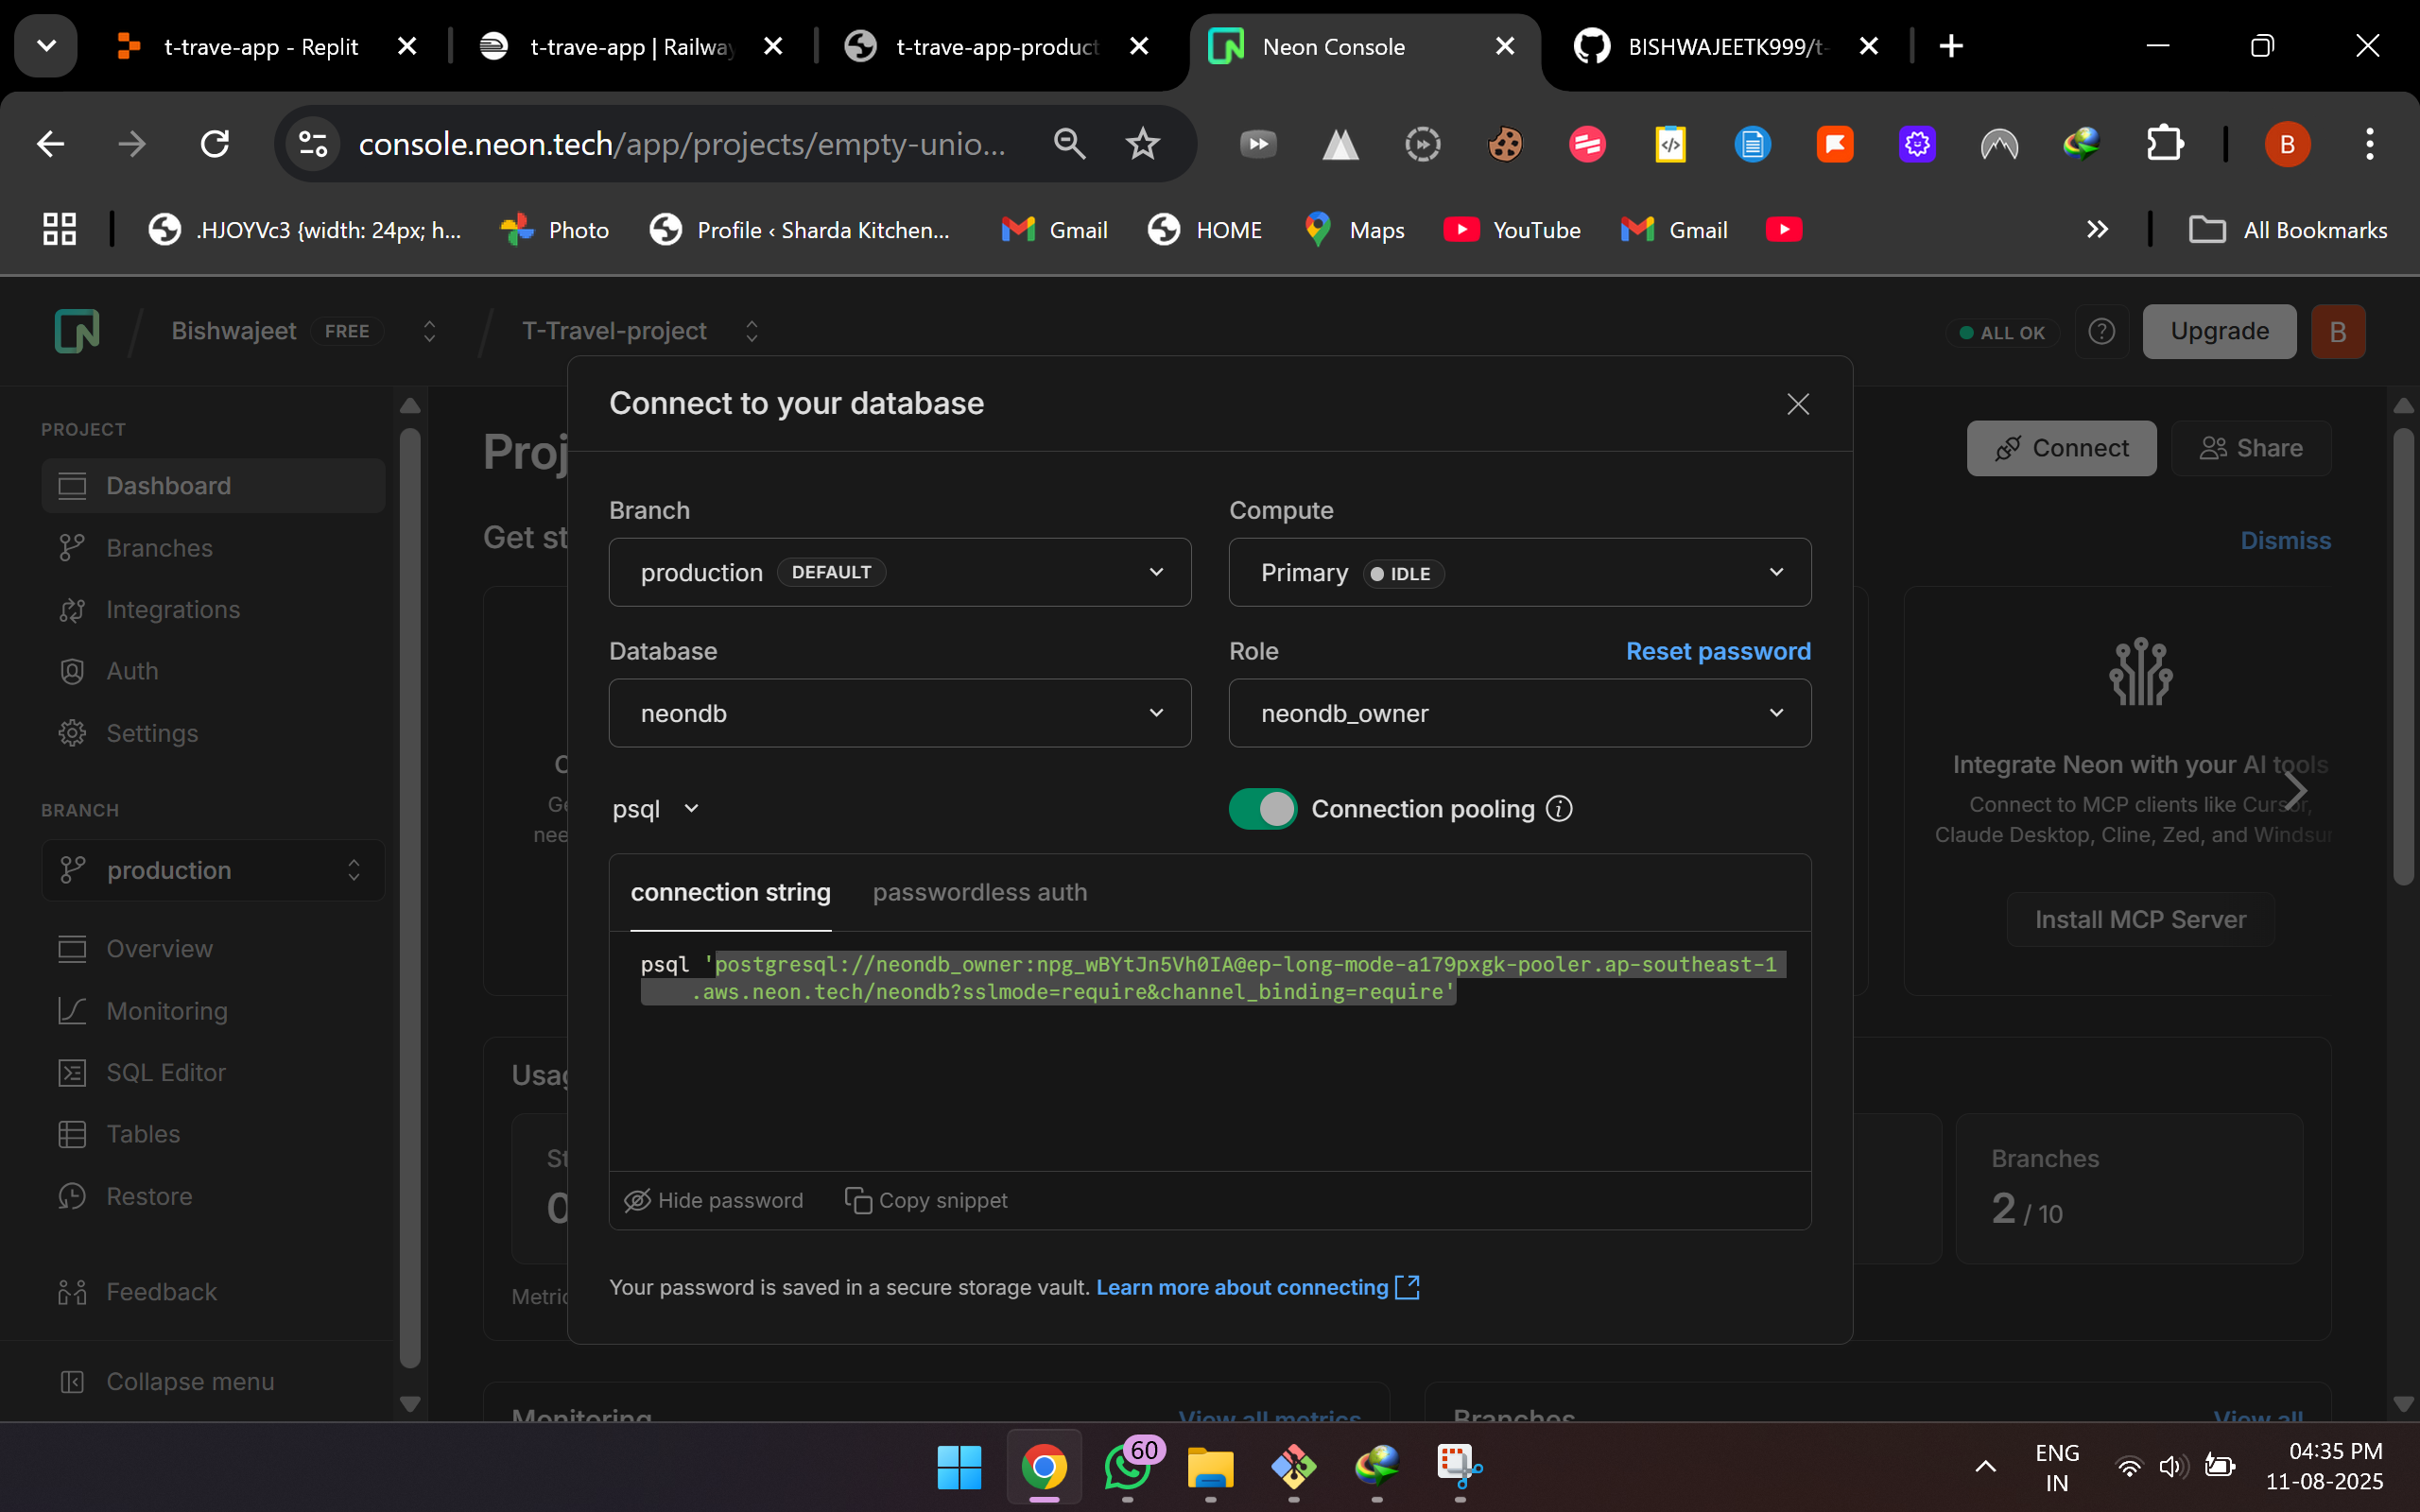 t-trave-app - Replit
t-trave-app | Railway
t-trave-app-product
Neon Console
BISHWAJEETK999/t-
console.neon.tech/app/projects/empty-unio...
B
.HJOYVc3 {width: 24px; h...
Photo
Profile ‹ Sharda Kitchen...
Gmail
HOME
Maps
YouTube
Gmail
All Bookmarks
Bishwajeet FREE
T-Travel-project
ALL OK
Upgrade
B
PROJECT
Dashboard
Branches
Integrations
Auth
Settings
BRANCH
production
Overview
Monitoring
SQL Editor
Tables
Restore
Feedback
Collapse menu
Connect
Share
Dismiss
Connect to your database
Branch
production DEFAULT
Compute
Primary IDLE
Database
neondb
Role
Reset password
neondb_owner
psql
Connection pooling
connection string
passwordless auth
psql 'postgresql://neondb_owner:npg_wBYtJn5Vh0IA@ep-long-mode-a179pxgk-pooler.ap-southeast-1
.aws.neon.tech/neondb?sslmode=require&channel_binding=require'
Hide password
Copy snippet
Your password is saved in a secure storage vault. Learn more about connecting
Integrate Neon with your AI tools
Connect to MCP clients like Cursor,
Claude Desktop, Cline, Zed, and Windsur
Install MCP Server
Branches
2 / 10
Monitoring
View all metrics
Branches
View all
60
ENG
IN
04:35 PM
11-08-2025